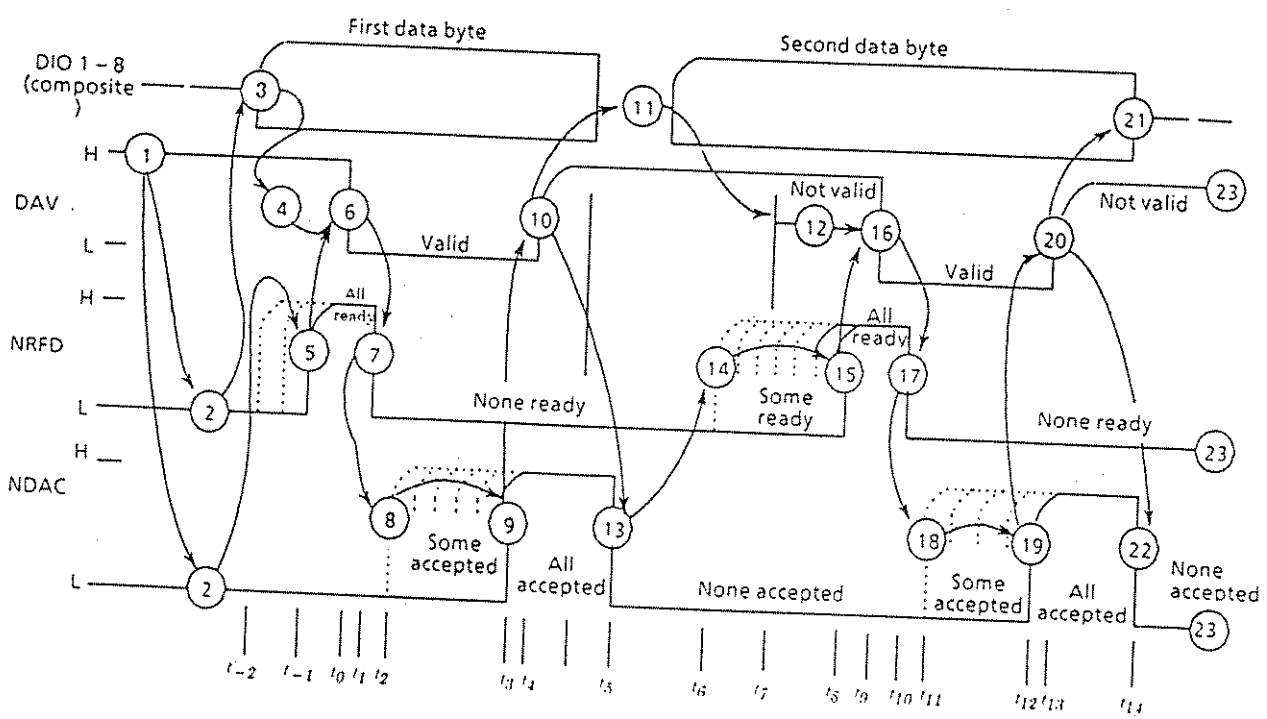 First data byte
Second data byte
DIO 1 – 8
(composite
)
3
11
21
H
1
DAV
4
6
10
Not valid
12
16
20
Not valid
23
L
Valid
Valid
H
All
ready
All
ready
NRFD
5
7
14
15
17
Some
ready
L
2
None ready
None ready
23
H
NDAC
8
9
13
18
19
22
Some
accepted
All
accepted
None accepted
Some
accepted
All
accepted
None
accepted
L
2
23
t–2
t–1
t0
t1
t2
t3
t4
t5
t6
t7
t8
t9
t10
t11
t12
t13
t14